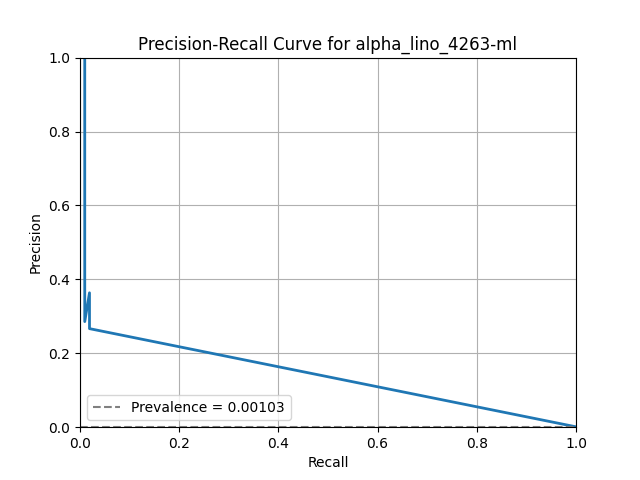 Precision-Recall Curve for alpha_lino_4263-ml
1.0
0.8
0.6
0.4
0.2
0.0
Precision
Prevalence = 0.00103
0.0 0.2 0.4 0.6 0.8 1.0
Recall